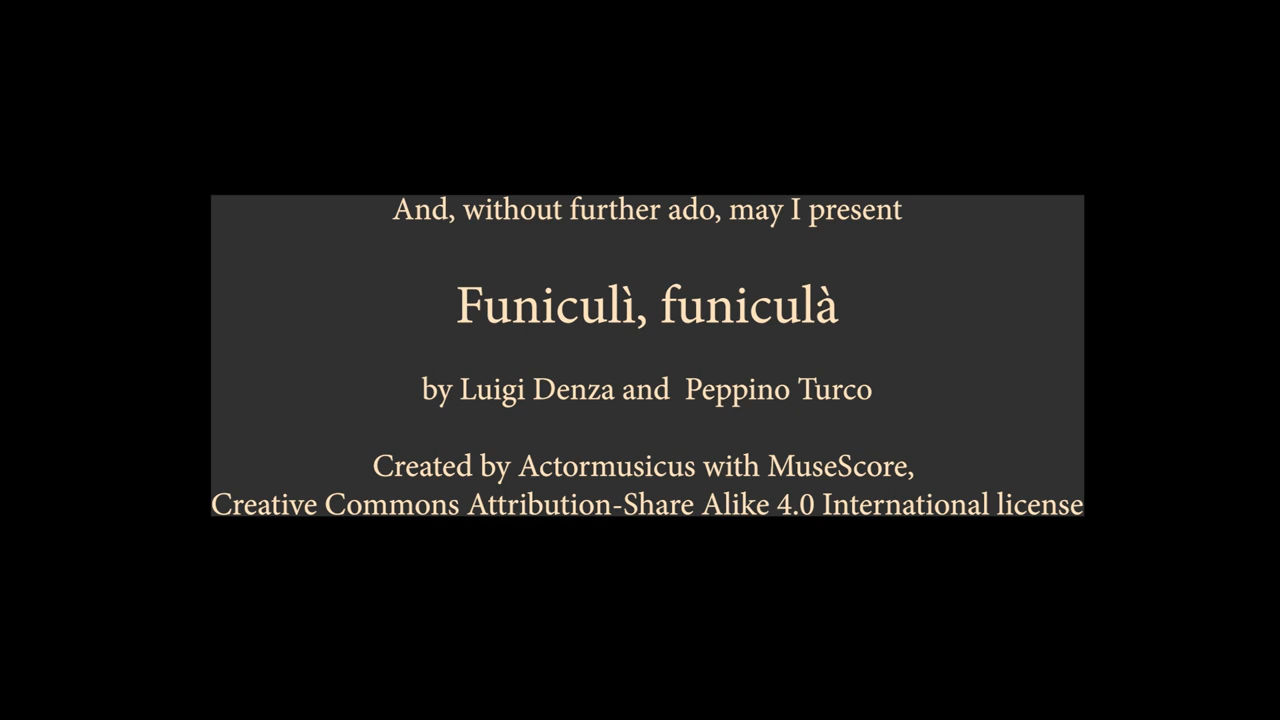 And, without further ado, may I present
Funiculì, funiculà
by Luigi Denza and  Peppino Turco
Created by Actormusicus with MuseScore,
Creative Commons Attribution-Share Alike 4.0 International license